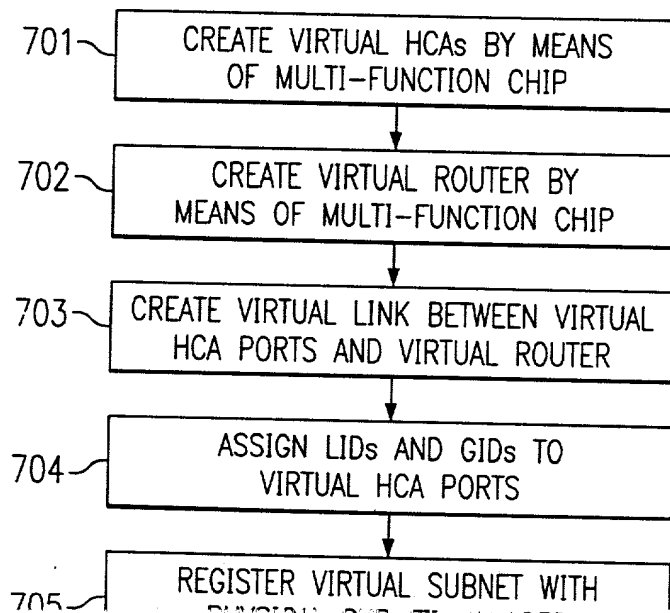 701
CREATE VIRTUAL HCAs BY MEANS
OF MULTI-FUNCTION CHIP
702
CREATE VIRTUAL ROUTER BY
MEANS OF MULTI-FUNCTION CHIP
703
CREATE VIRTUAL LINK BETWEEN VIRTUAL
HCA PORTS AND VIRTUAL ROUTER
704
ASSIGN LIDs AND GIDs TO
VIRTUAL HCA PORTS
705
REGISTER VIRTUAL SUBNET WITH